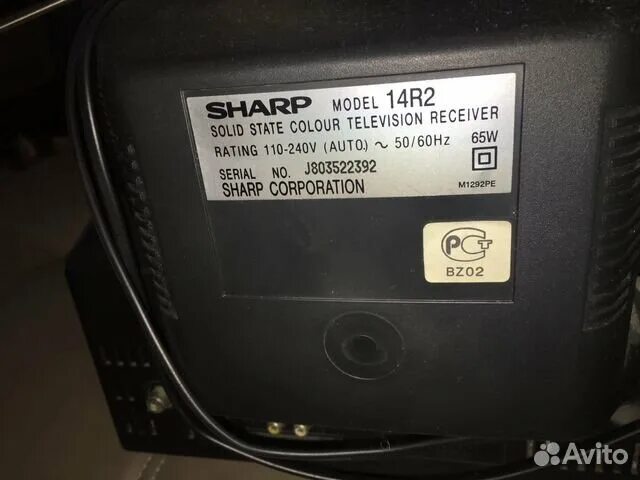 SHARP MODEL 14R2
SOLID STATE COLOUR TELEVISION RECEIVER
RATING 110-240V (AUTO.) ~ 50/60Hz 65W
SERIAL NO. J803522392
SHARP CORPORATION
M1292PE
РСТ
BZ02
Avito